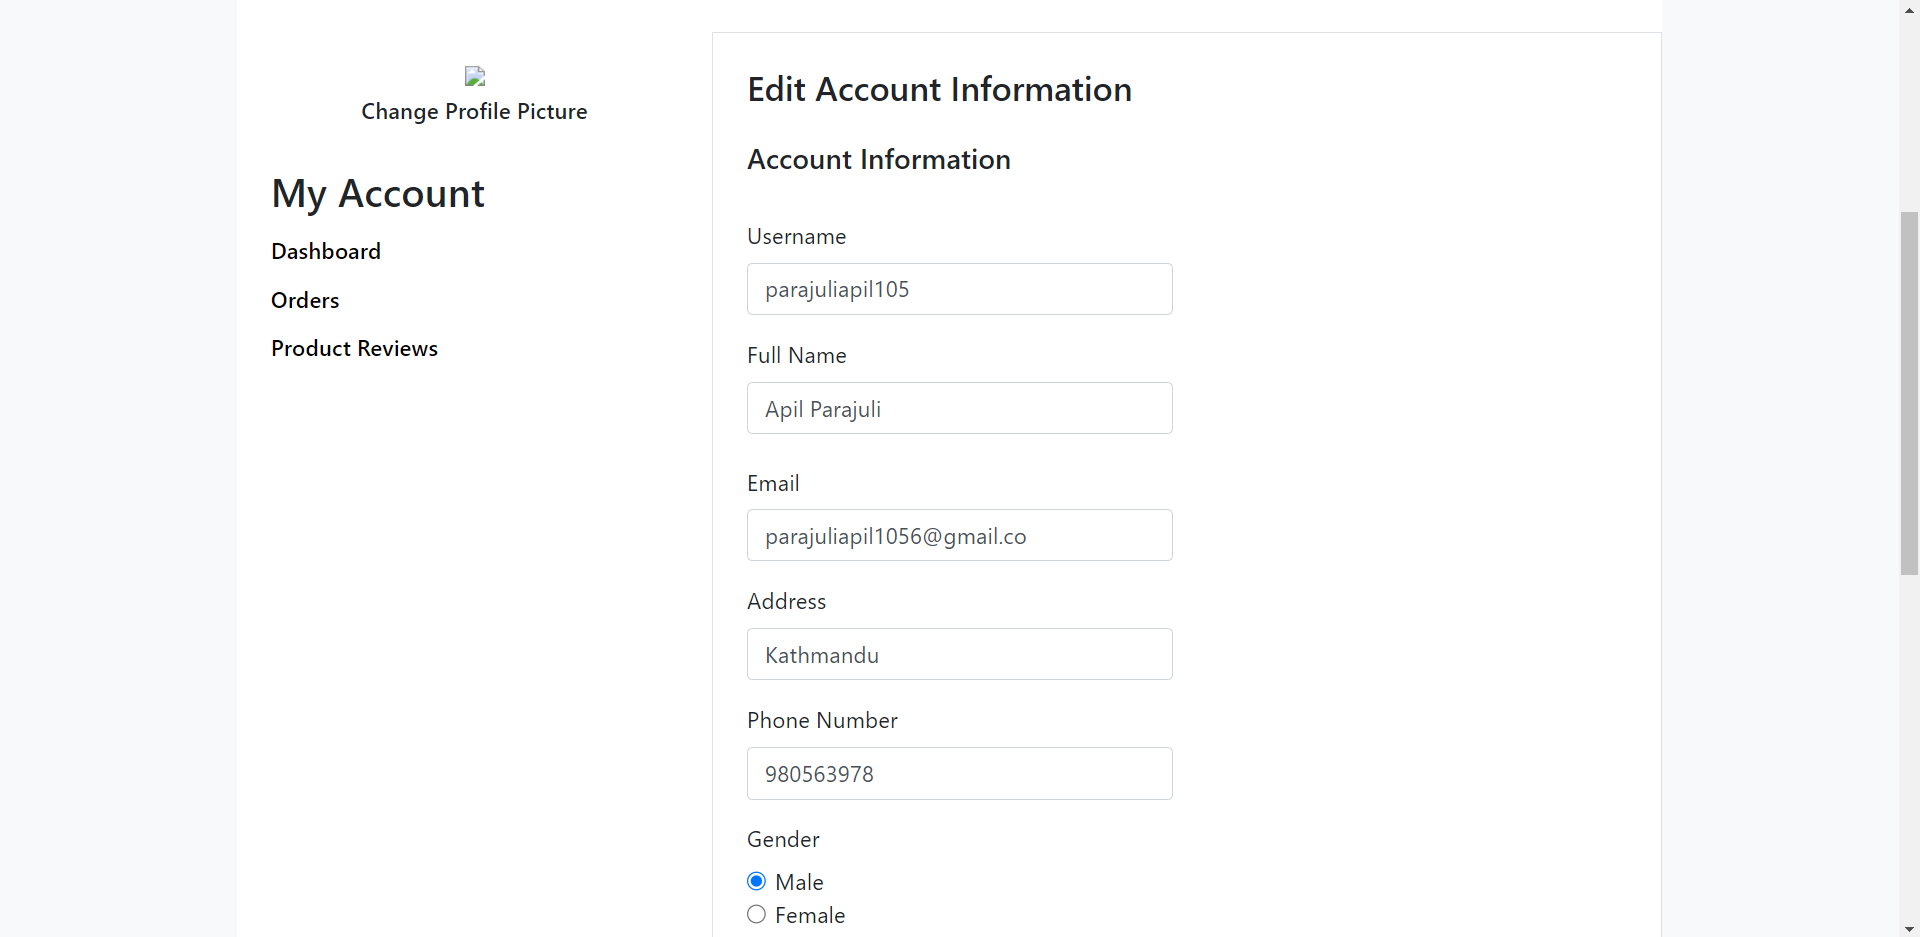 Change Profile Picture
My Account
Dashboard
Orders
Product Reviews
Edit Account Information
Account Information
Username
parajuliapil105
Full Name
Apil Parajuli
Email
parajuliapil1056@gmail.co
Address
Kathmandu
Phone Number
980563978
Gender
Male
Female